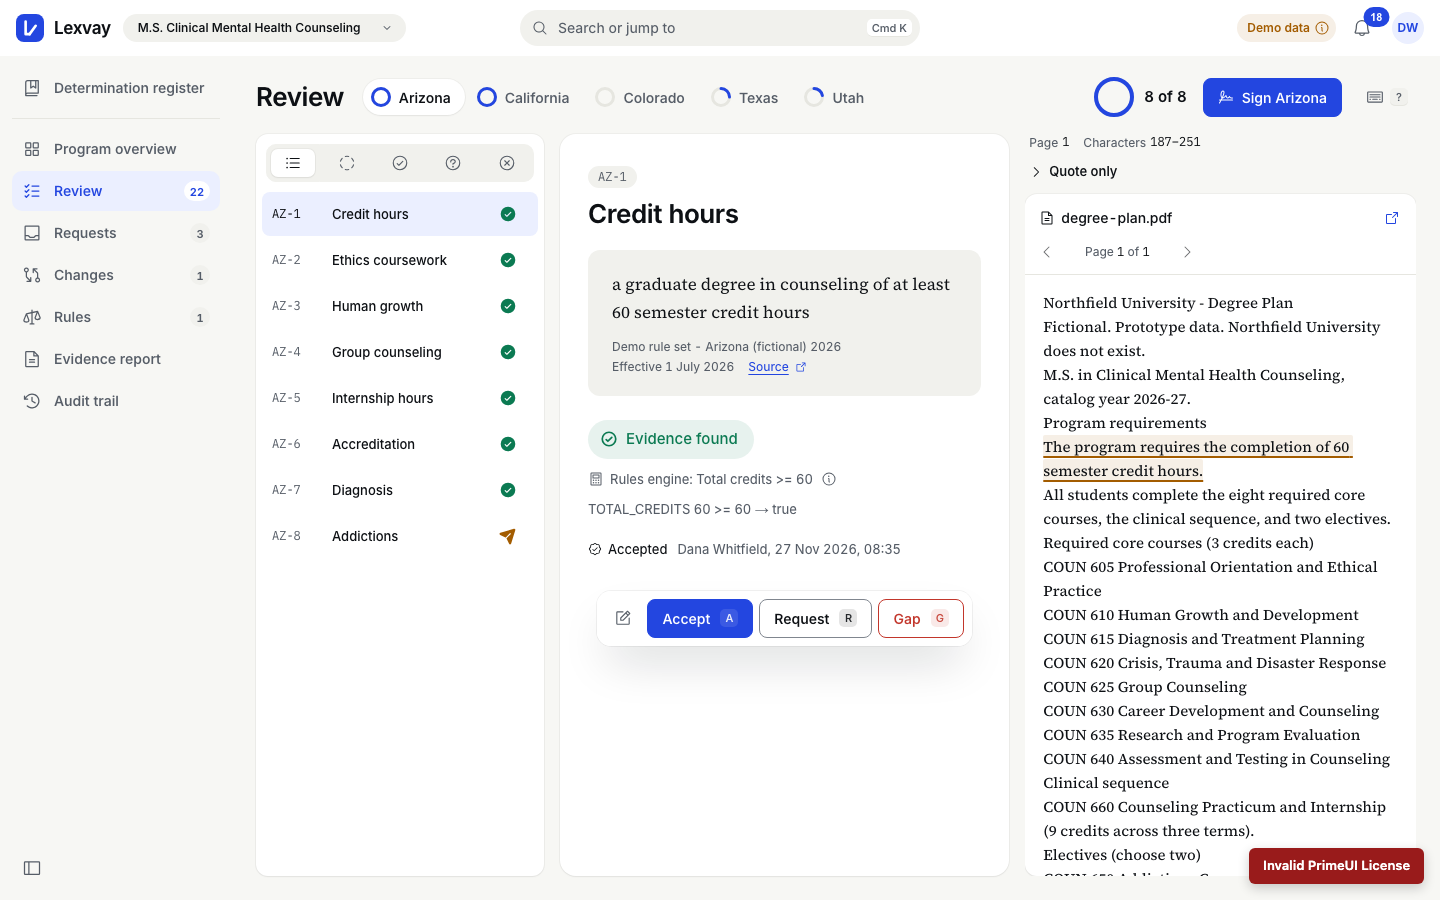 Lexvay
M.S. Clinical Mental Health Counseling
Search or jump to
Cmd K
Demo data
18
DW
Determination register
Program overview
Review
22
Requests
3
Changes
1
Rules
1
Evidence report
Audit trail
Review
Arizona
California
Colorado
Texas
Utah
8 of 8
Sign Arizona
?
AZ-1
Credit hours
AZ-2
Ethics coursework
AZ-3
Human growth
AZ-4
Group counseling
AZ-5
Internship hours
AZ-6
Accreditation
AZ-7
Diagnosis
AZ-8
Addictions
AZ-1
Credit hours
a graduate degree in counseling of at least
60 semester credit hours
Demo rule set - Arizona (fictional) 2026
Effective 1 July 2026 Source
Evidence found
Rules engine: Total credits >= 60
TOTAL_CREDITS 60 >= 60 → true
Accepted Dana Whitfield, 27 Nov 2026, 08:35
Accept A
Request R
Gap G
Page 1 Characters 187–251
Quote only
degree-plan.pdf
Page 1 of 1
Northfield University - Degree Plan
Fictional. Prototype data. Northfield University
does not exist.
M.S. in Clinical Mental Health Counseling,
catalog year 2026-27.
Program requirements
The program requires the completion of 60
semester credit hours.
All students complete the eight required core
courses, the clinical sequence, and two electives.
Required core courses (3 credits each)
COUN 605 Professional Orientation and Ethical
Practice
COUN 610 Human Growth and Development
COUN 615 Diagnosis and Treatment Planning
COUN 620 Crisis, Trauma and Disaster Response
COUN 625 Group Counseling
COUN 630 Career Development and Counseling
COUN 635 Research and Program Evaluation
COUN 640 Assessment and Testing in Counseling
Clinical sequence
COUN 660 Counseling Practicum and Internship
(9 credits across three terms).
Electives (choose two)
Invalid PrimeUI License